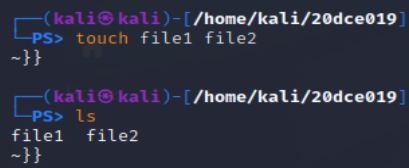 ┌──(kali㉿kali)-[/home/kali/20dce019]
└─PS> touch file1 file2
~}}
┌──(kali㉿kali)-[/home/kali/20dce019]
└─PS> ls
file1  file2
~}}